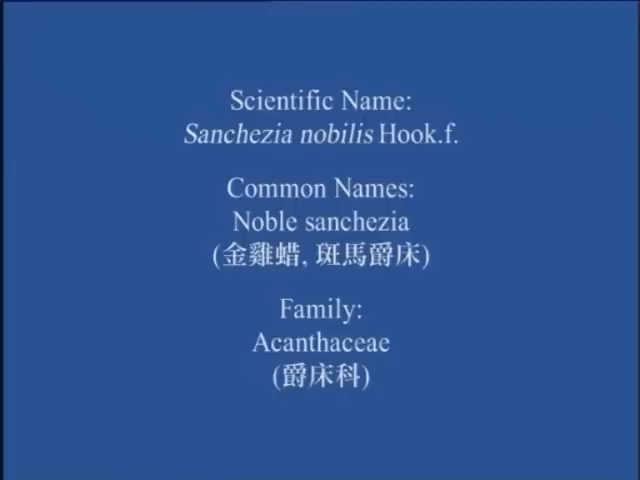 Scientific Name:
Sanchezia nobilis Hook.f.
Common Names:
Noble sanchezia
(金雞蜡, 斑馬爵床)
Family:
Acanthaceae
(爵床科)